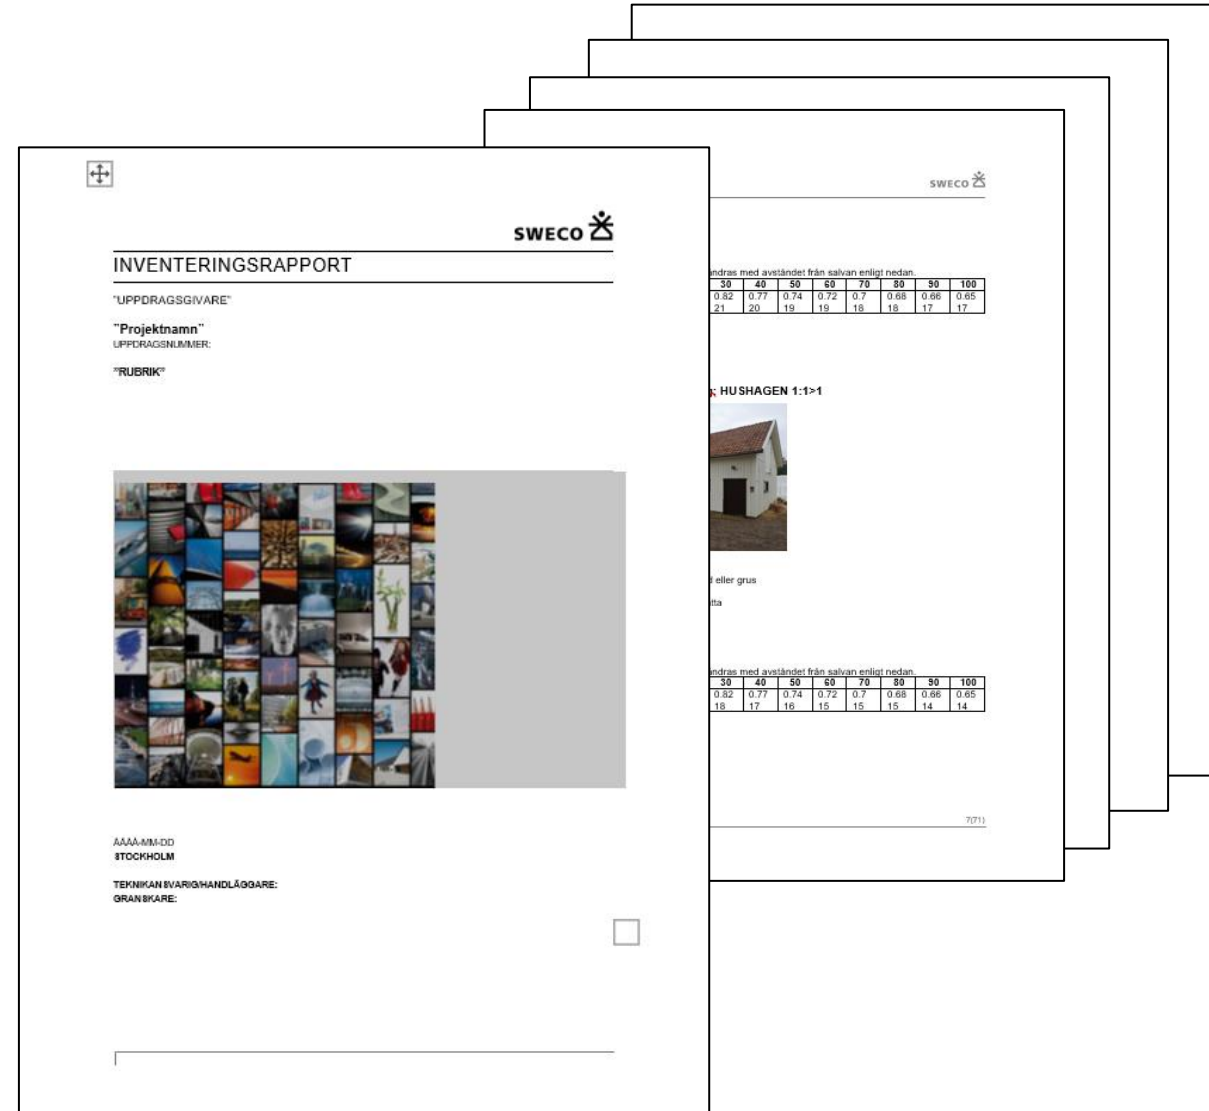 SWECO
INVENTERINGSRAPPORT
"UPPDRAGSGIVARE"
"Projektnamn"
UPPDRAGSNUMMER:
"RUBRIK"
ÅÅÅÅ-MM-DD
STOCKHOLM
TEKNIKANSVARIG/HANDLÄGGARE:
GRANSKARE:
SWECO
ändras med avståndet från salvan enligt nedan.
30 40 50 60 70 80 90 100
0.82 0.77 0.74 0.72 0.7 0.68 0.66 0.65
21 20 19 19 18 18 17 17
HUSHAGEN 1:1>1
eller grus
ändras med avståndet från salvan enligt nedan.
30 40 50 60 70 80 90 100
0.82 0.77 0.74 0.72 0.7 0.68 0.66 0.65
18 17 16 15 15 15 14 14
7(71)